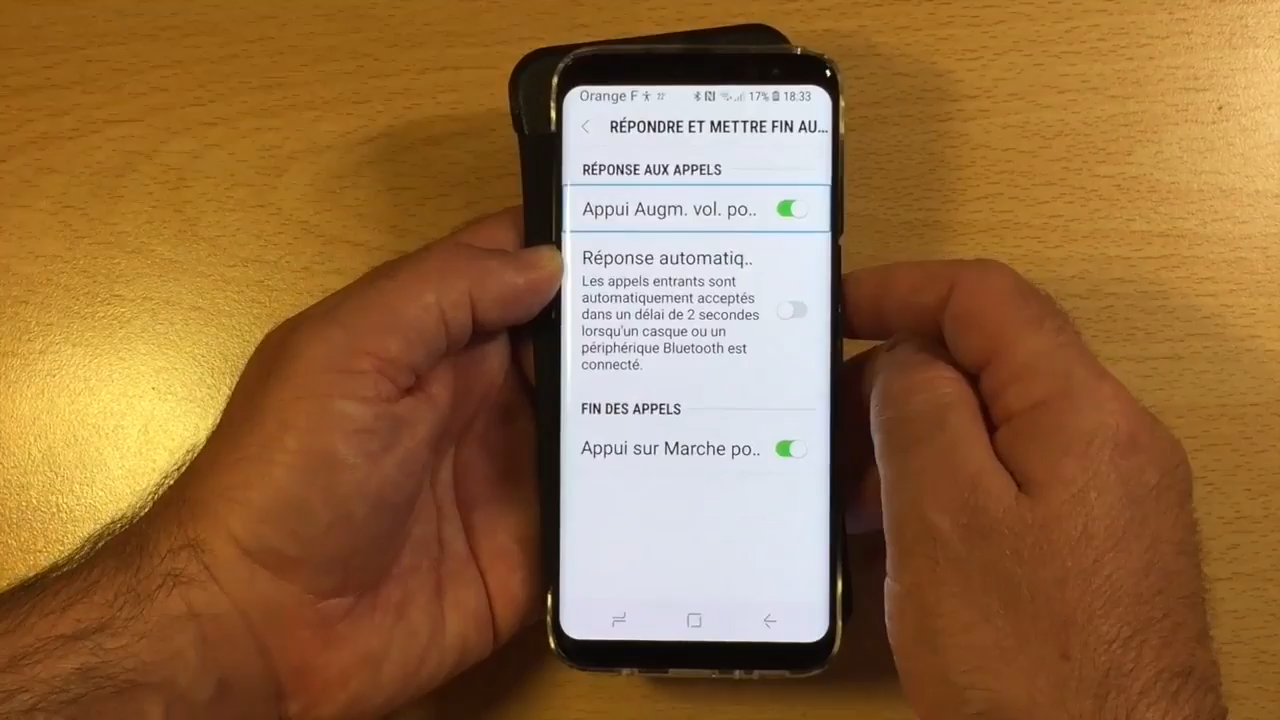 Orange F 17% 18:33
RÉPONDRE ET METTRE FIN AU...
RÉPONSE AUX APPELS
Appui Augm. vol. po..
Réponse automatiq..
Les appels entrants sont
automatiquement acceptés
dans un délai de 2 secondes
lorsqu'un casque ou un
périphérique Bluetooth est
connecté.
FIN DES APPELS
Appui sur Marche po..